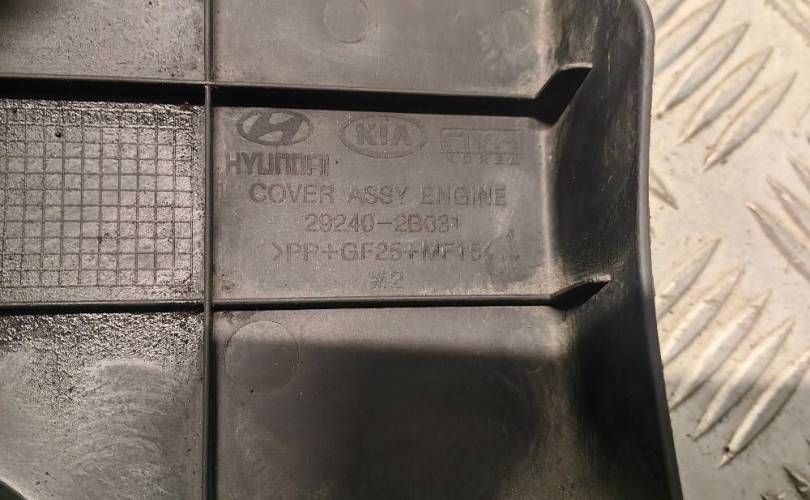 HYUNDAI KIA KOREA
COVER ASSY ENGINE
29240-2B031
>PP+GF25+MF15<
#2